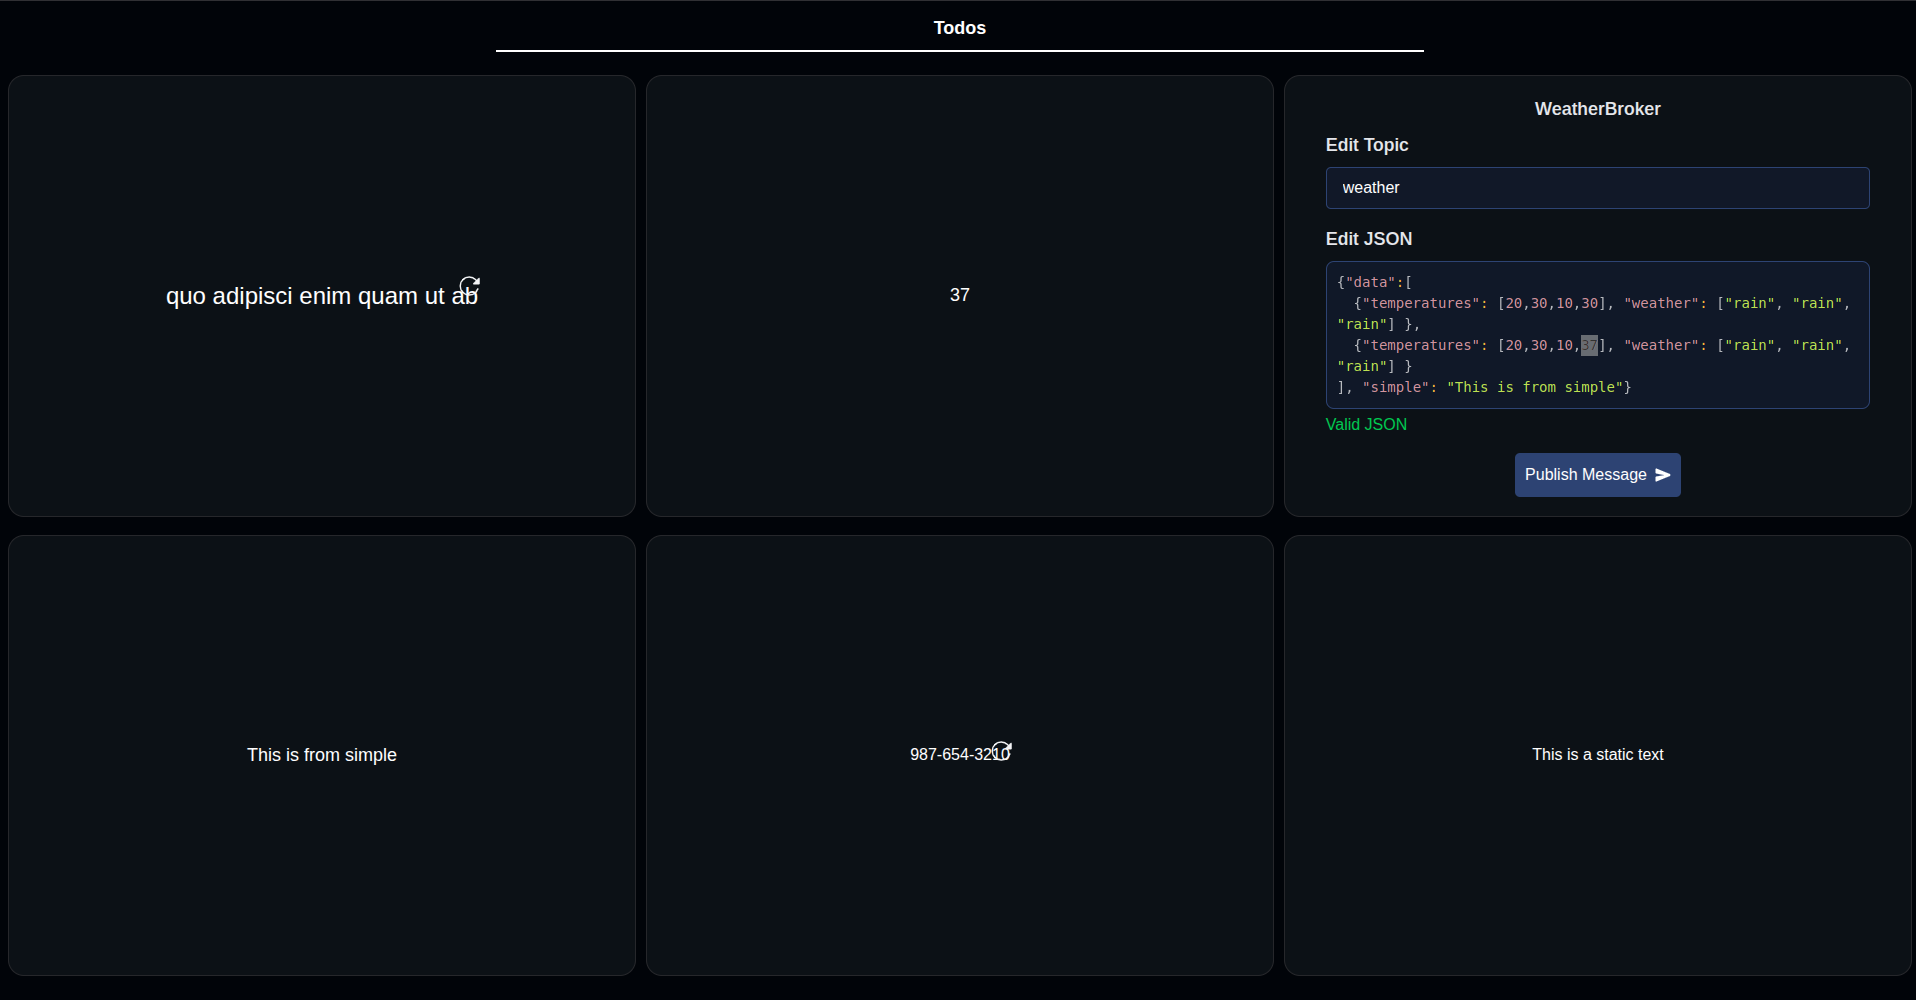 Todos
quo adipisci enim quam ut ab
37
WeatherBroker
Edit Topic
weather
Edit JSON
{"data":[
  {"temperatures": [20,30,10,30], "weather": ["rain", "rain",
"rain"] },
  {"temperatures": [20,30,10,37], "weather": ["rain", "rain",
"rain"] }
], "simple": "This is from simple"}
Valid JSON
Publish Message
This is from simple
987-654-3210
This is a static text